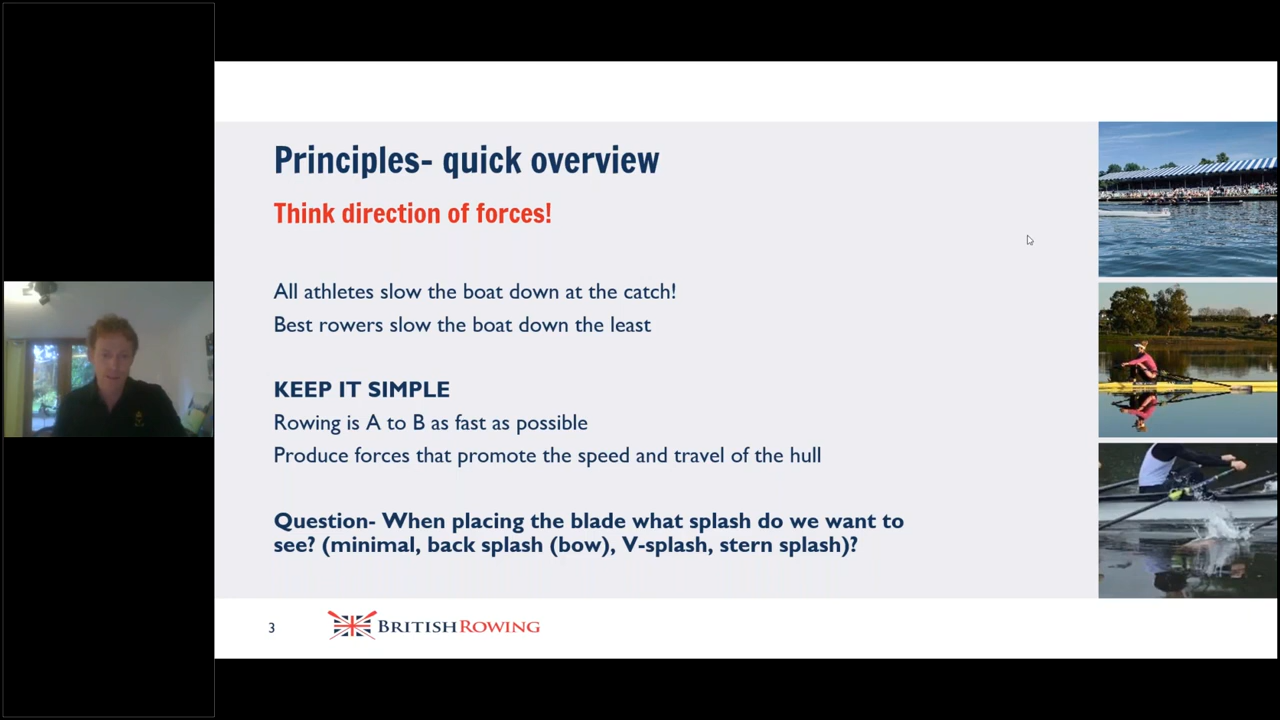 Principles- quick overview
Think direction of forces!
All athletes slow the boat down at the catch!
Best rowers slow the boat down the least
KEEP IT SIMPLE
Rowing is A to B as fast as possible
Produce forces that promote the speed and travel of the hull
Question- When placing the blade what splash do we want to
see? (minimal, back splash (bow), V-splash, stern splash)?
3
BRITISHROWING